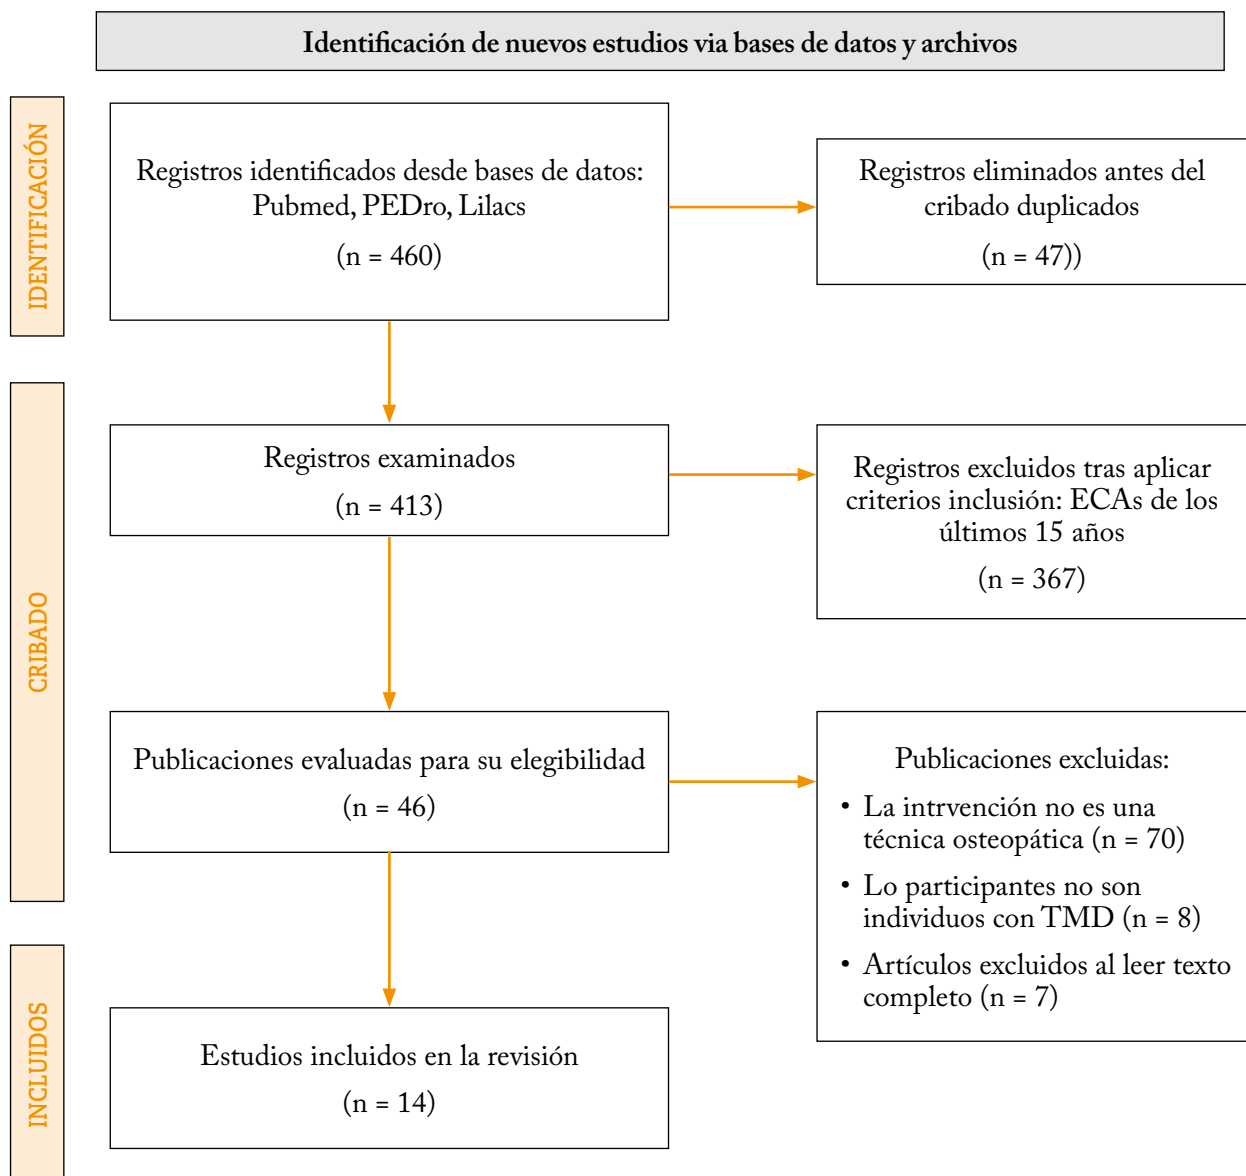 Identificación de nuevos estudios via bases de datos y archivos
IDENTIFICACIÓN
Registros identificados desde bases de datos:
Pubmed, PEDro, Lilacs
(n = 460)
Registros eliminados antes del
cribado duplicados
(n = 47))
CRIBADO
Registros examinados
(n = 413)
Registros excluidos tras aplicar
criterios inclusión: ECAs de los
últimos 15 años
(n = 367)
Publicaciones evaluadas para su elegibilidad
(n = 46)
Publicaciones excluidas:
• La intrvención no es una
técnica osteopática (n = 70)
• Lo participantes no son
individuos con TMD (n = 8)
• Artículos excluidos al leer texto
completo (n = 7)
INCLUIDOS
Estudios incluidos en la revisión
(n = 14)